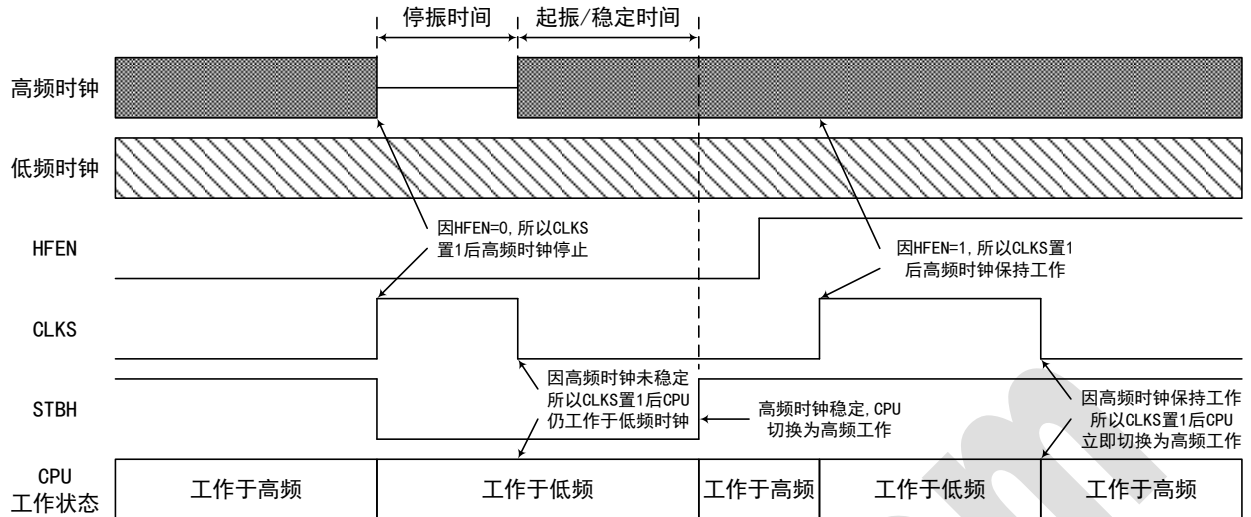 停振时间
起振/稳定时间
高频时钟
低频时钟
因HFEN=0,所以CLKS
置1后高频时钟停止
HFEN
因HFEN=1,所以CLKS置1
后高频时钟保持工作
CLKS
因高频时钟未稳定
所以CLKS置1后CPU
仍工作于低频时钟
STBH
高频时钟稳定,CPU
切换为高频工作
因高频时钟保持工作
所以CLKS置1后CPU
立即切换为高频工作
CPU
工作状态
工作于高频
工作于低频
工作于高频
工作于低频
工作于高频